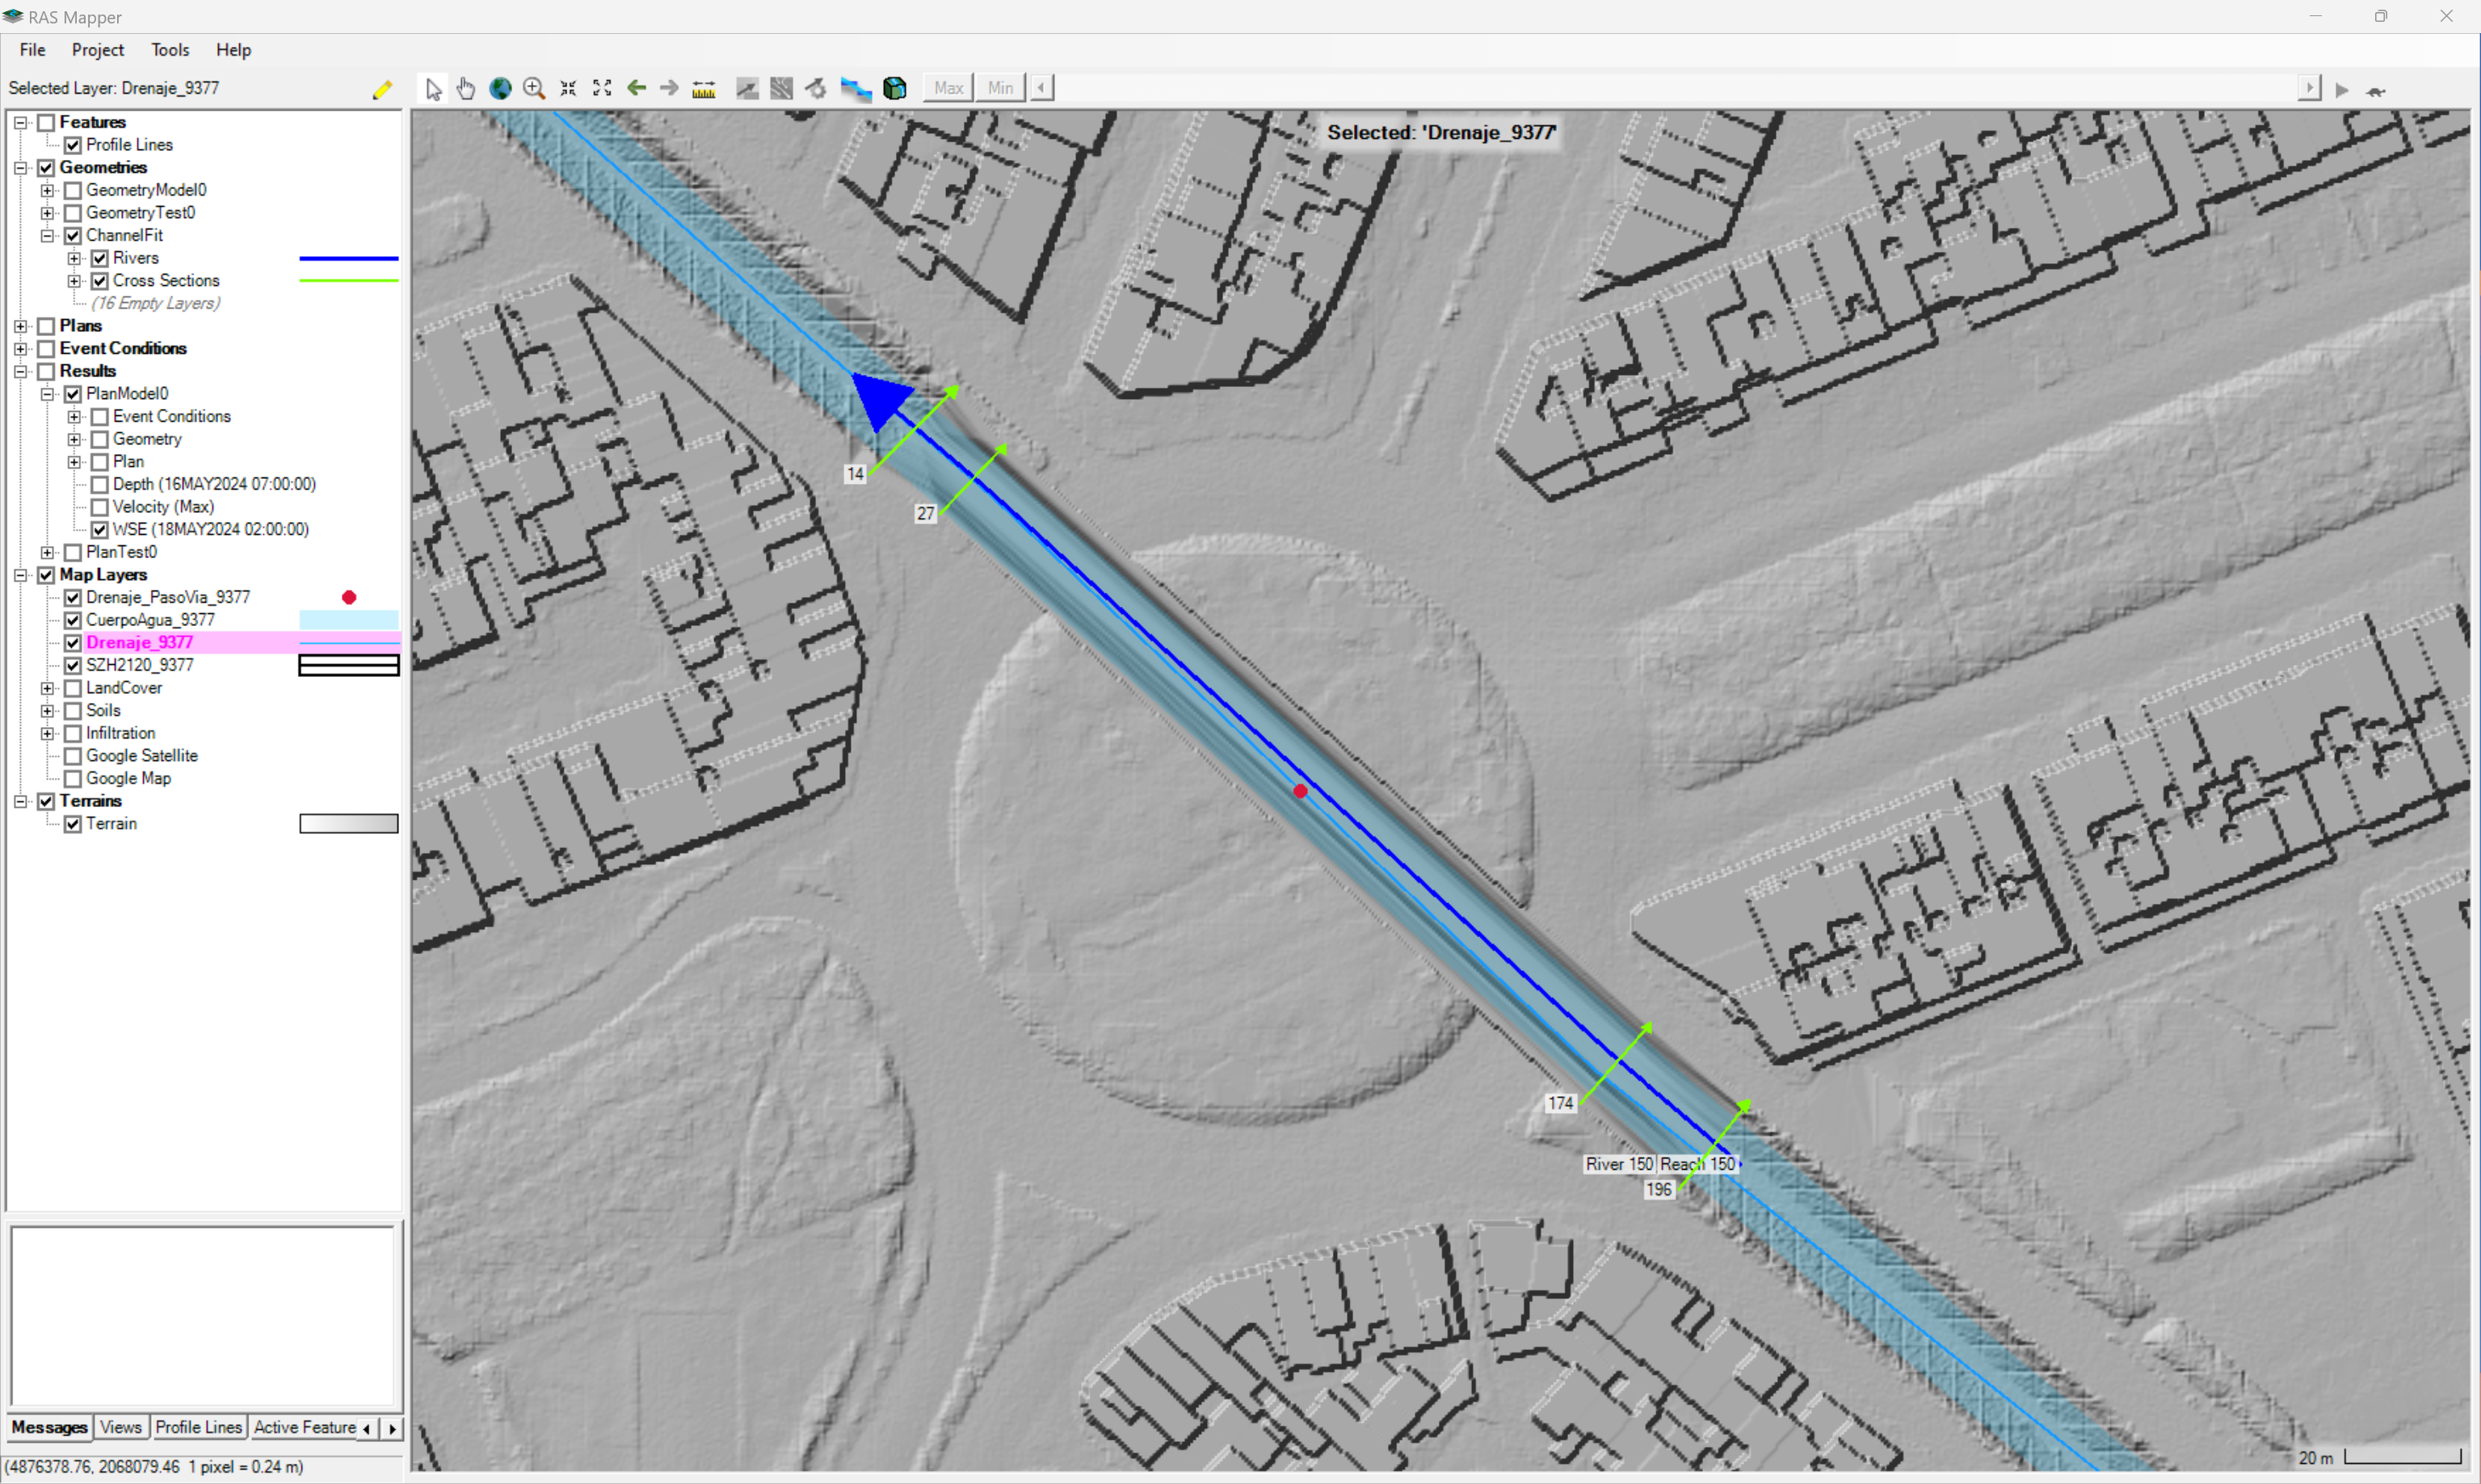 RAS Mapper
File Project Tools Help
Selected Layer: Drenaje_9377
Max Min
Features
Profile Lines
Geometries
GeometryModel0
GeometryTest0
ChannelFit
Rivers
Cross Sections
(16 Empty Layers)
Plans
Event Conditions
Results
PlanModel0
Event Conditions
Geometry
Plan
Depth (16MAY2024 07:00:00)
Velocity (Max)
WSE (18MAY2024 02:00:00)
PlanTest0
Map Layers
Drenaje_PasoVia_9377
CuerpoAgua_9377
Drenaje_9377
SZH2120_9377
LandCover
Soils
Infiltration
Google Satellite
Google Map
Terrains
Terrain
Messages Views Profile Lines Active Feature
(4876378.76, 2068079.46 1 pixel = 0.24 m)
Selected: 'Drenaje_9377'
14
27
174
River 150 Reach 150
196
20 m